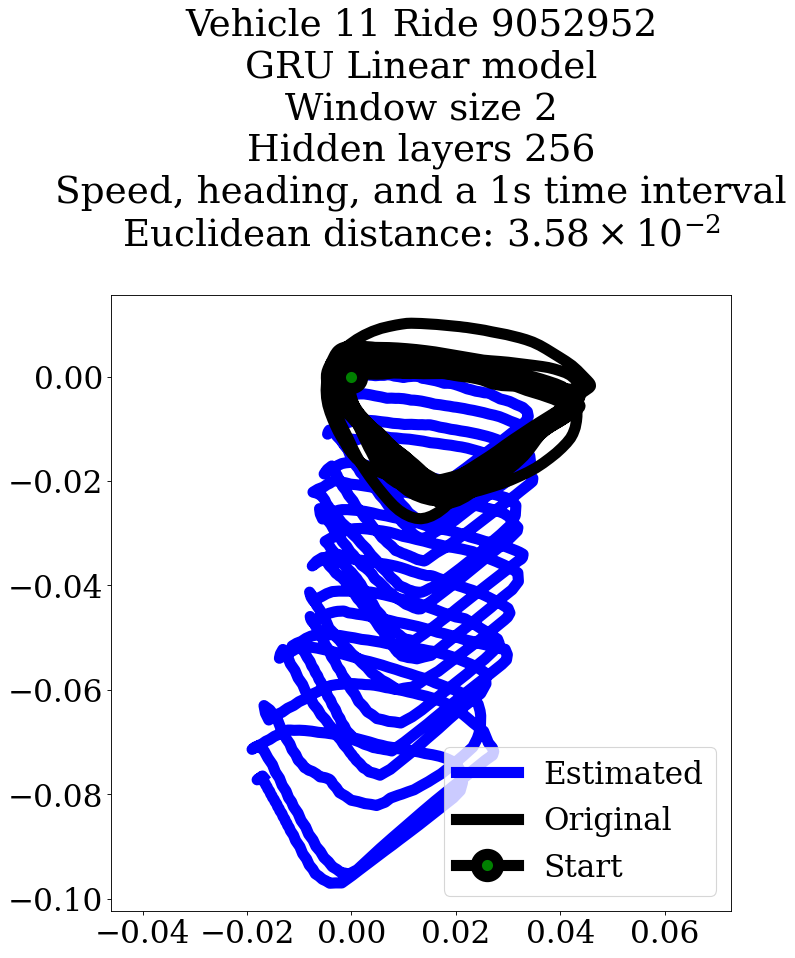 Vehicle 11 Ride 9052952
GRU Linear model
Window size 2
Hidden layers 256
Speed, heading, and a 1s time interval
Euclidean distance: 3.58 × 10⁻²
0.00
−0.02
−0.04
−0.06
−0.08
−0.10
Estimated
Original
Start
−0.04 −0.02 0.00 0.02 0.04 0.06